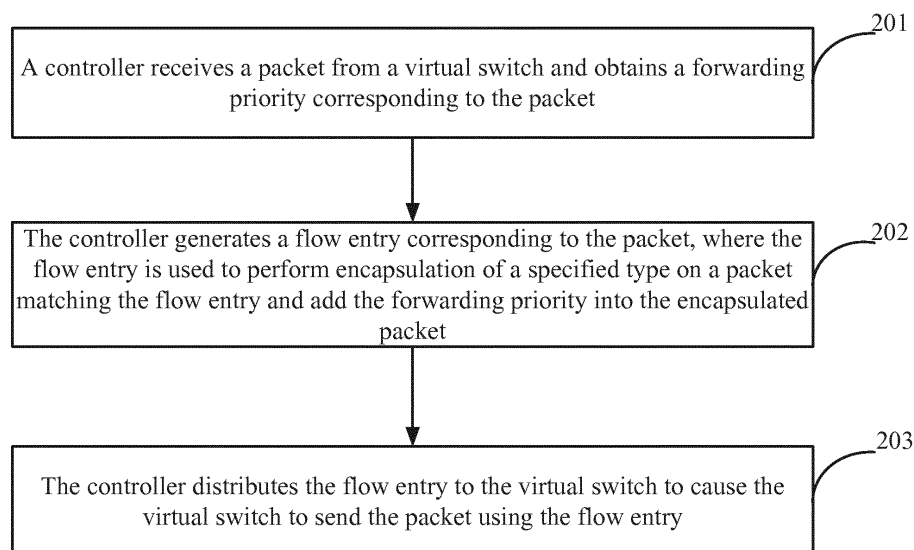 201
A controller receives a packet from a virtual switch and obtains a forwarding
priority corresponding to the packet
202
The controller generates a flow entry corresponding to the packet, where the
flow entry is used to perform encapsulation of a specified type on a packet
matching the flow entry and add the forwarding priority into the encapsulated
packet
203
The controller distributes the flow entry to the virtual switch to cause the
virtual switch to send the packet using the flow entry